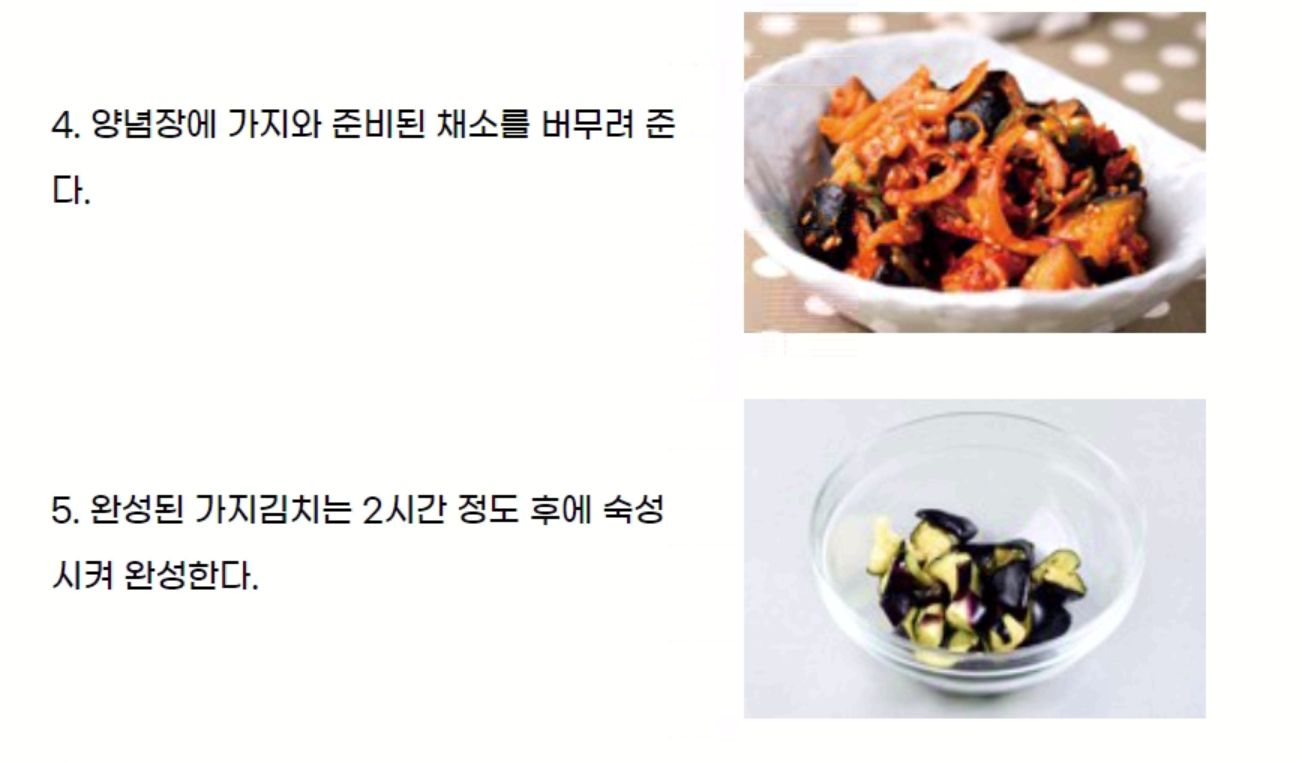 4. 양념장에 가지와 준비된 채소를 버무려 준
다.
5. 완성된 가지김치는 2시간 정도 후에 숙성
시켜 완성한다.